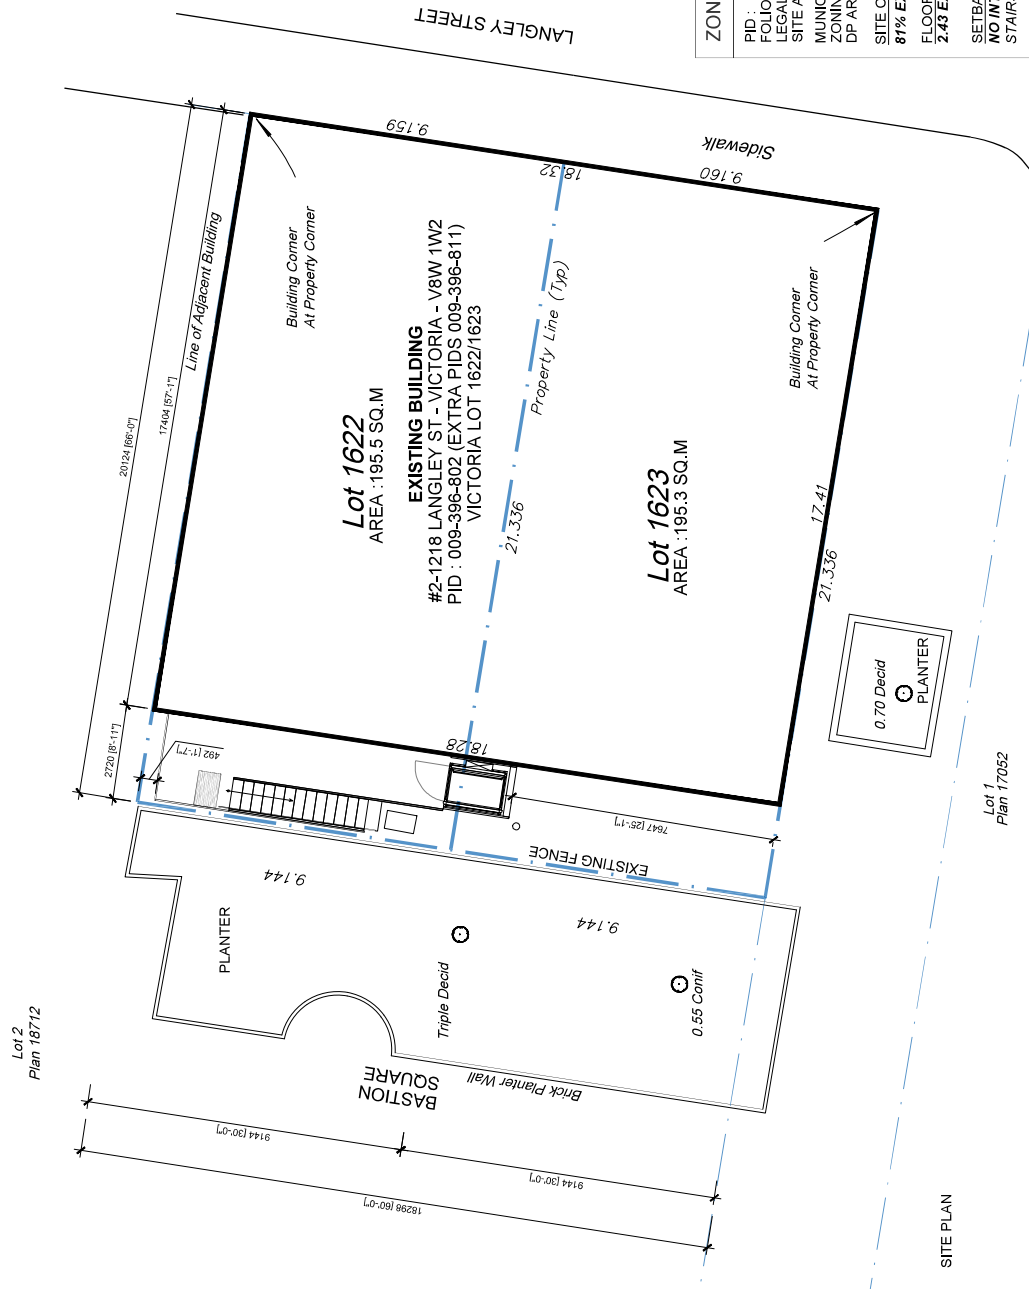 LANGLEY STREET
Sidewalk
9.159
18.32
9.160
Line of Adjacent Building
20124 [66'-0"]
17404 [57'-1"]
2720 [8'-11"]
492 [1'-7"]
Building Corner
At Property Corner
Lot 1622
AREA :195.5 SQ.M
EXISTING BUILDING
#2-1218 LANGLEY ST - VICTORIA - V8W 1W2
PID : 009-396-802 (EXTRA PIDS 009-396-811)
VICTORIA LOT 1622/1623
Property Line (Typ)
21.336
Lot 1623
AREA :195.3 SQ.M
Building Corner
At Property Corner
17.41
21.336
18.28
7647 [25'-1"]
EXISTING FENCE
0.70 Decid
PLANTER
Lot 1
Plan 17052
9.144
9.144
PLANTER
Triple Decid
0.55 Conif
Brick Planter Wall
BASTION
SQUARE
Lot 2
Plan 18712
9144 [30'-0"]
9144 [30'-0"]
18298 [60'-0"]
SITE PLAN
ZON
PID :
FOLIO
LEGAL
SITE A
MUNIC
ZONIN
DP AR
SITE C
81% E
FLOOR
2.43 E
SETBA
NO INT
STAIR